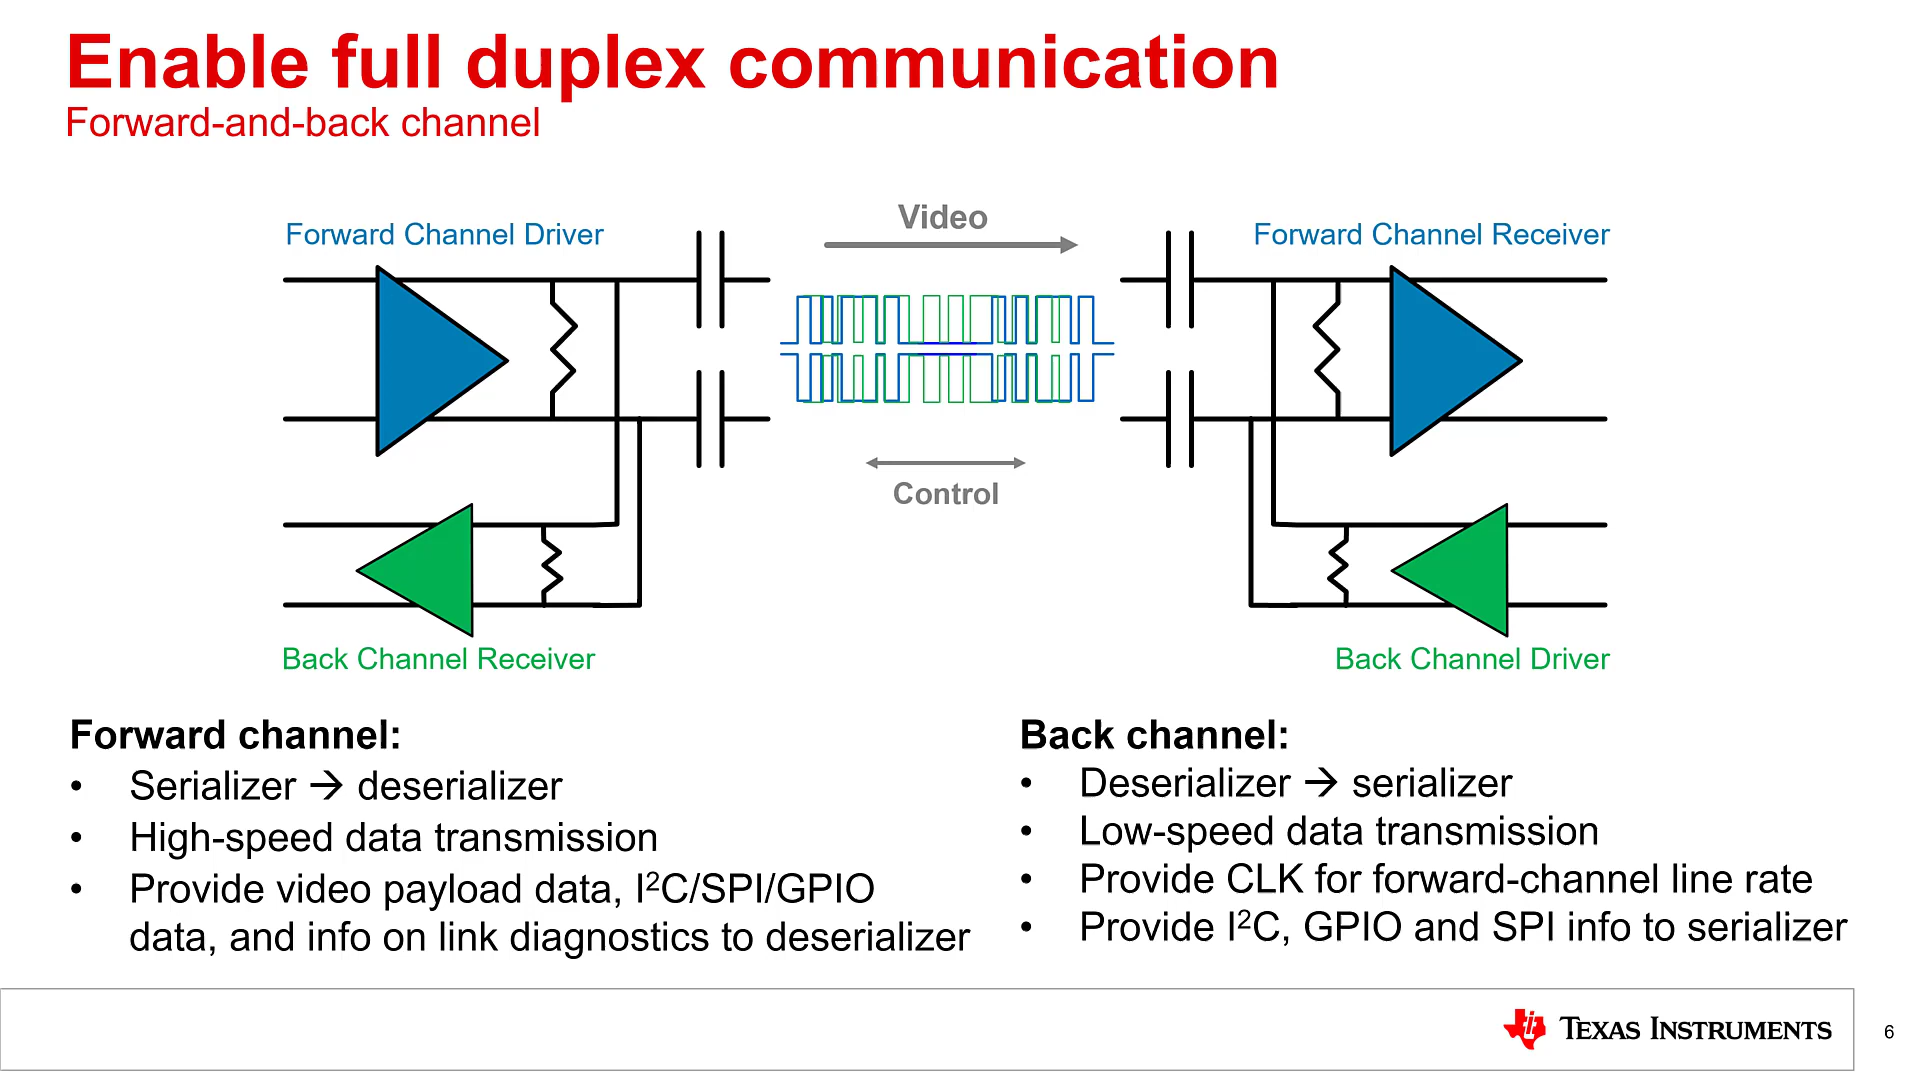 Enable full duplex communication
Forward-and-back channel
Forward Channel Driver
Video
Forward Channel Receiver
Control
Back Channel Receiver
Back Channel Driver
Forward channel:
• Serializer → deserializer
• High-speed data transmission
• Provide video payload data, I²C/SPI/GPIO
data, and info on link diagnostics to deserializer
Back channel:
• Deserializer → serializer
• Low-speed data transmission
• Provide CLK for forward-channel line rate
• Provide I²C, GPIO and SPI info to serializer
TEXAS INSTRUMENTS
6